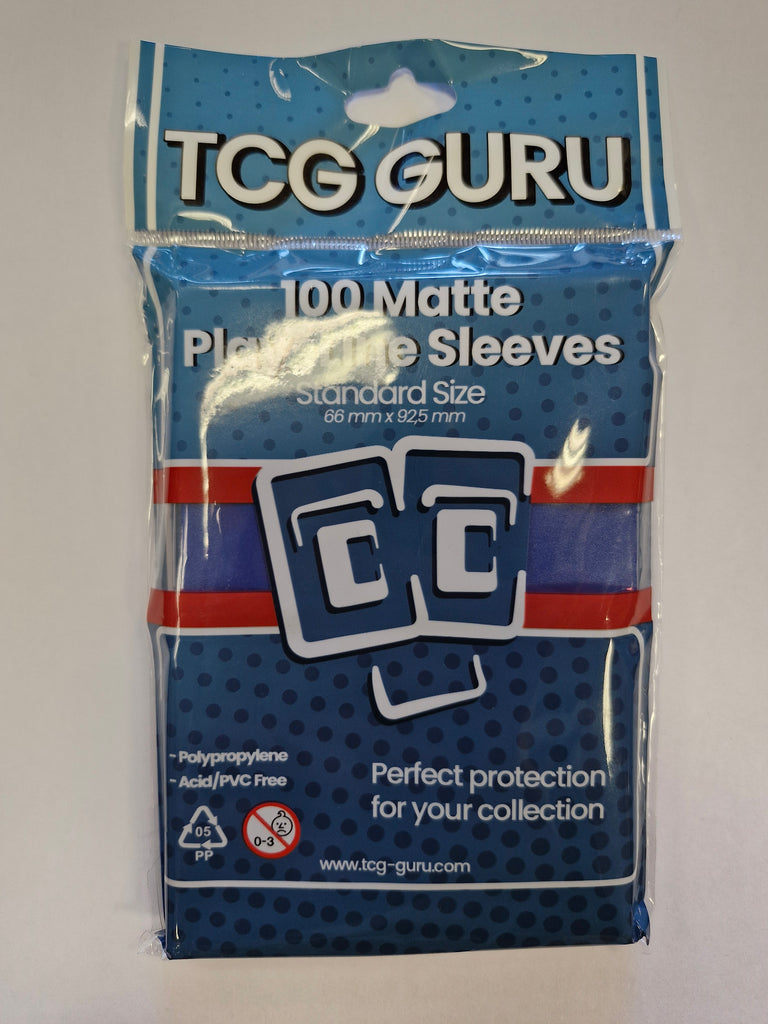 TCG GURU
100 Matte
Sleeves
Standard Size
66 mm x 92,5 mm
- Polypropylene
- Acid/PVC Free
Perfect protection
for your collection
05
PP
0-3
www.tcg-guru.com